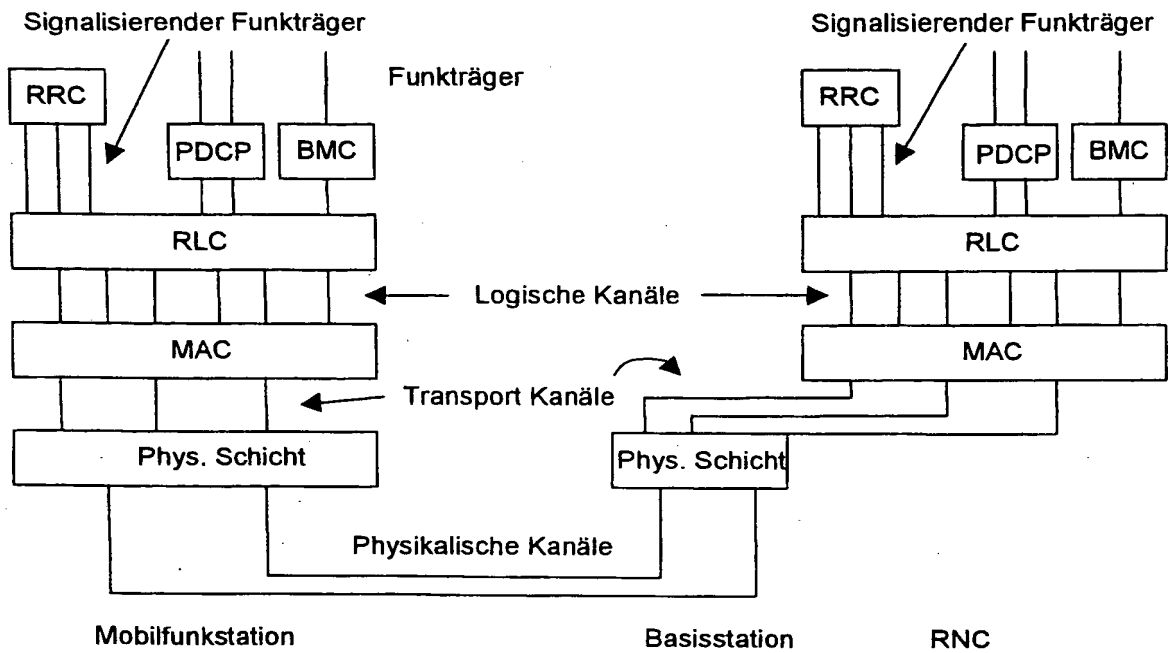 Signalisierender Funkträger
Signalisierender Funkträger
Funkträger
RRC
RRC
PDCP
BMC
PDCP
BMC
RLC
RLC
Logische Kanäle
MAC
MAC
Transport Kanäle
Phys. Schicht
Phys. Schicht
Physikalische Kanäle
Mobilfunkstation
Basisstation
RNC